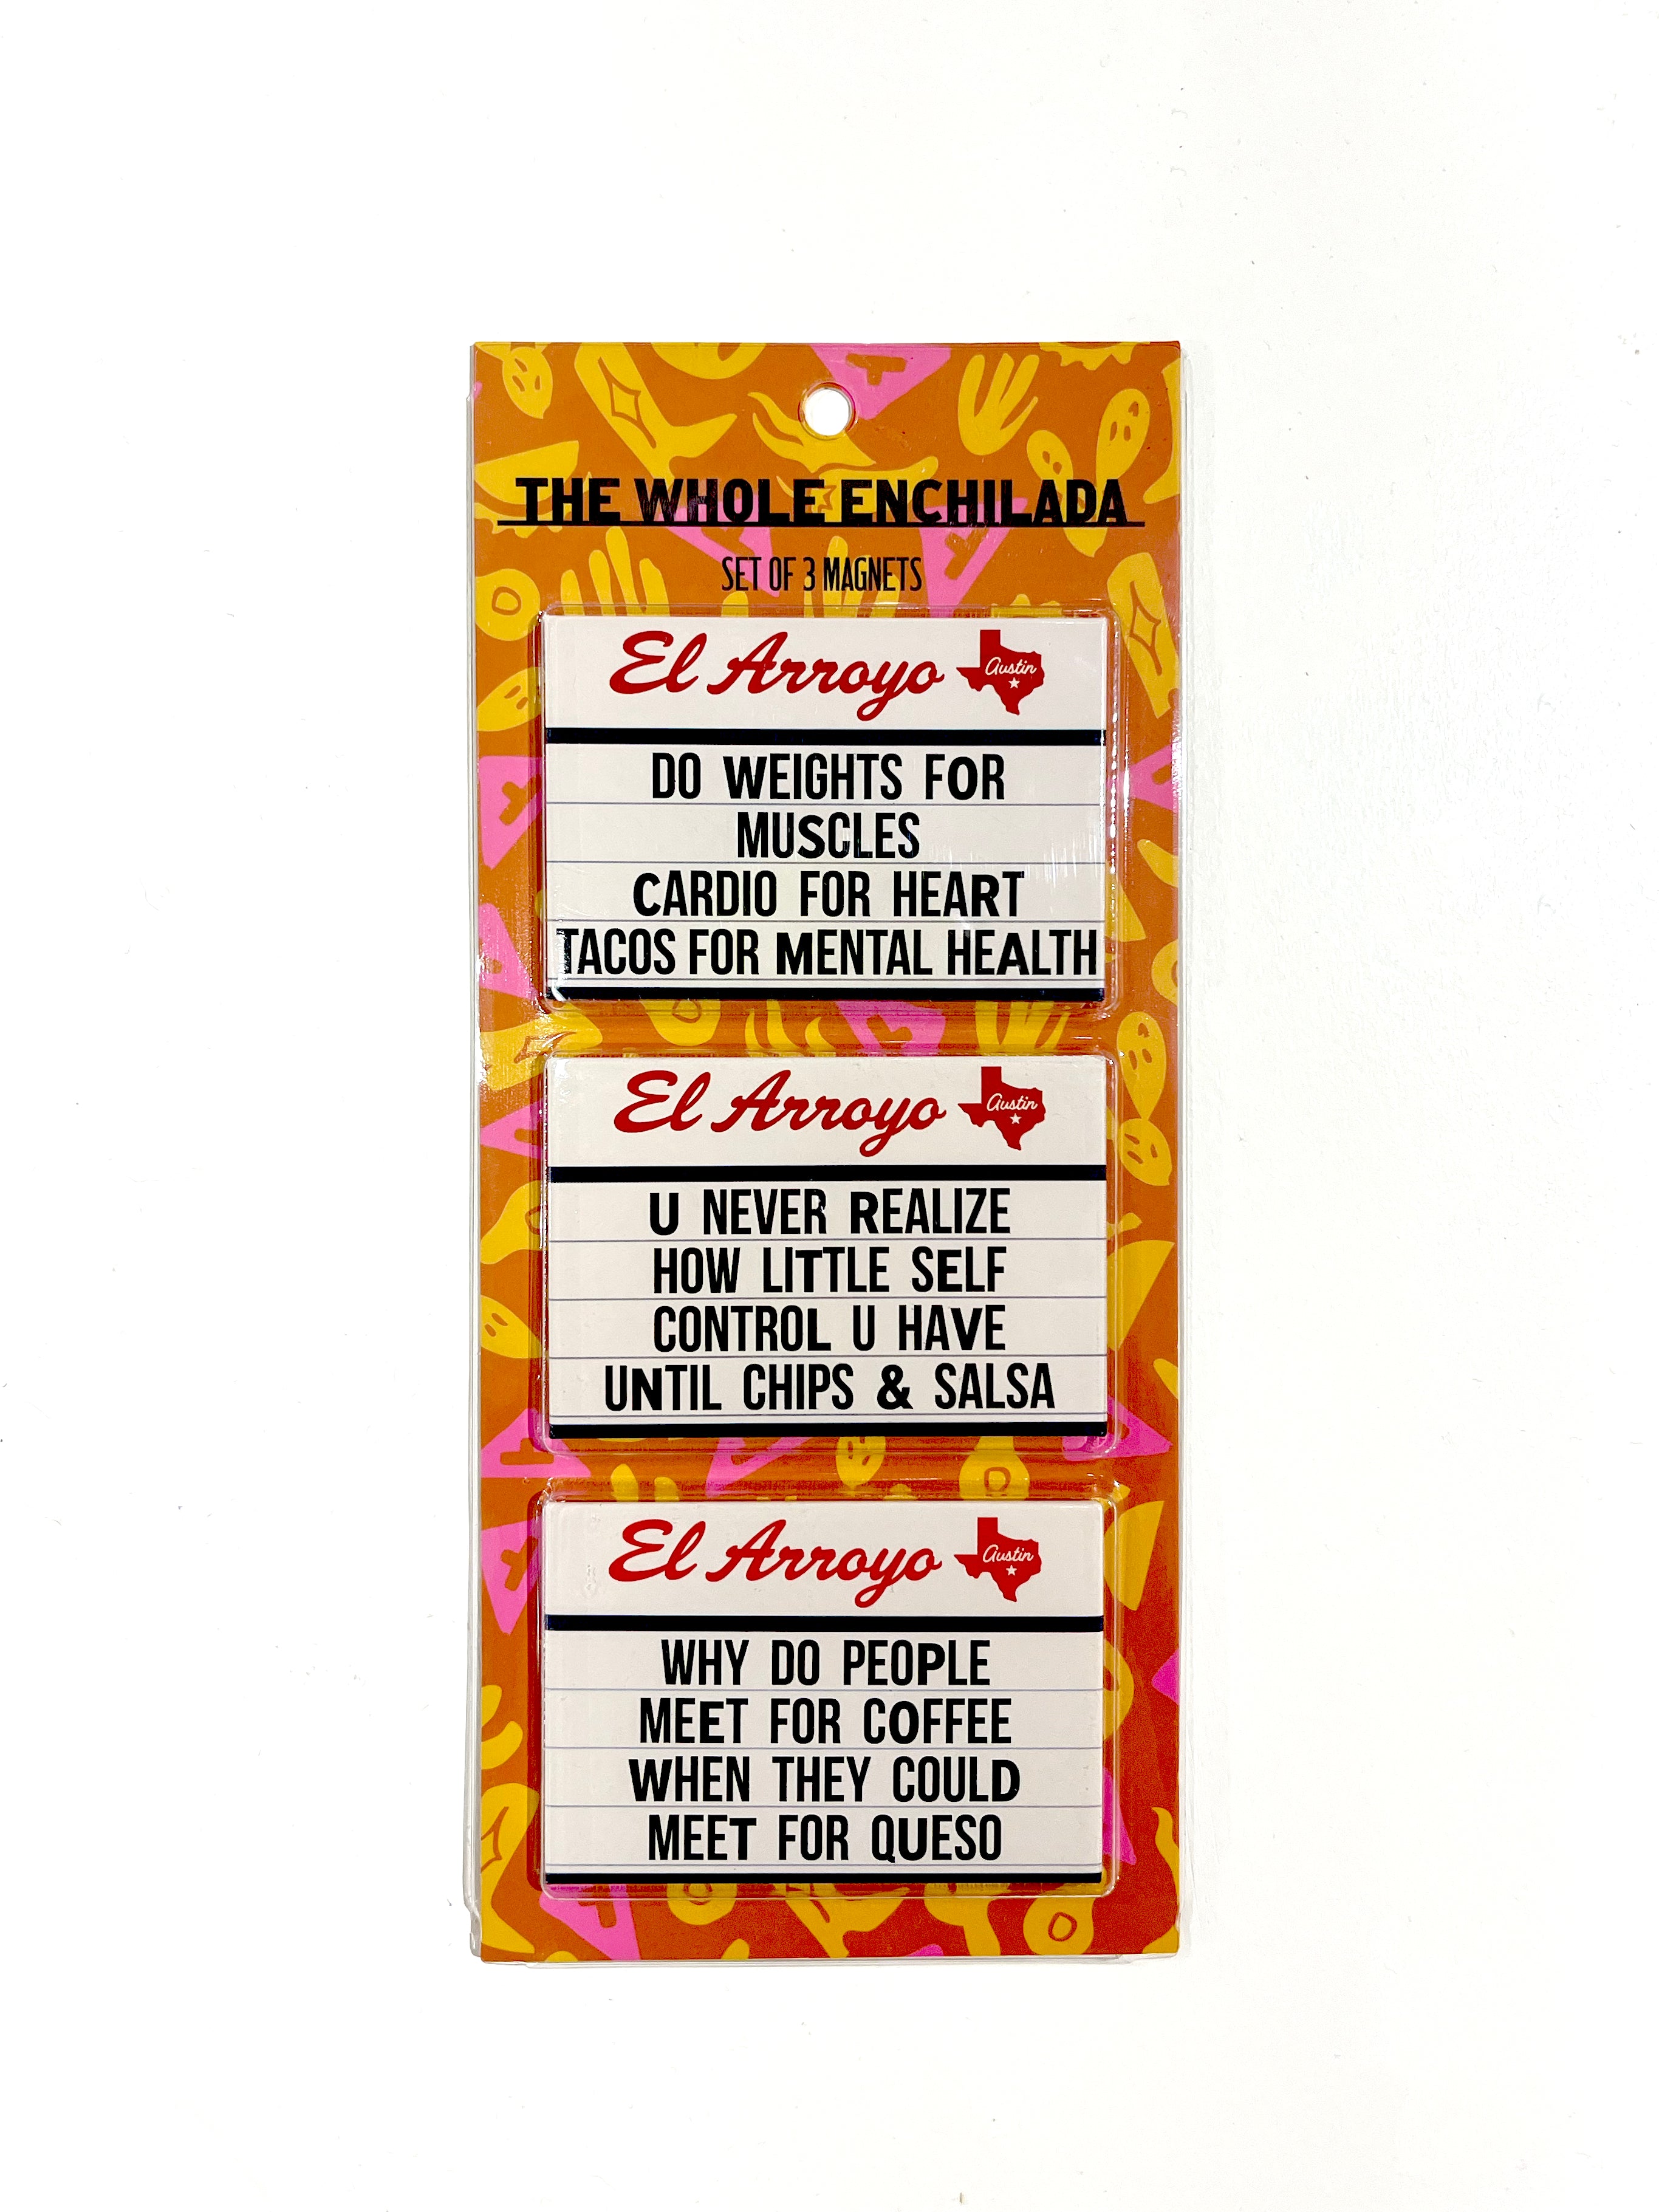 THE WHOLE ENCHILADA
SET OF 3 MAGNETS
El Arroyo Austin
DO WEIGHTS FOR
MUSCLES
CARDIO FOR HEART
TACOS FOR MENTAL HEALTH
El Arroyo Austin
U NEVER REALIZE
HOW LITTLE SELF
CONTROL U HAVE
UNTIL CHIPS & SALSA
El Arroyo Austin
WHY DO PEOPLE
MEET FOR COFFEE
WHEN THEY COULD
MEET FOR QUESO